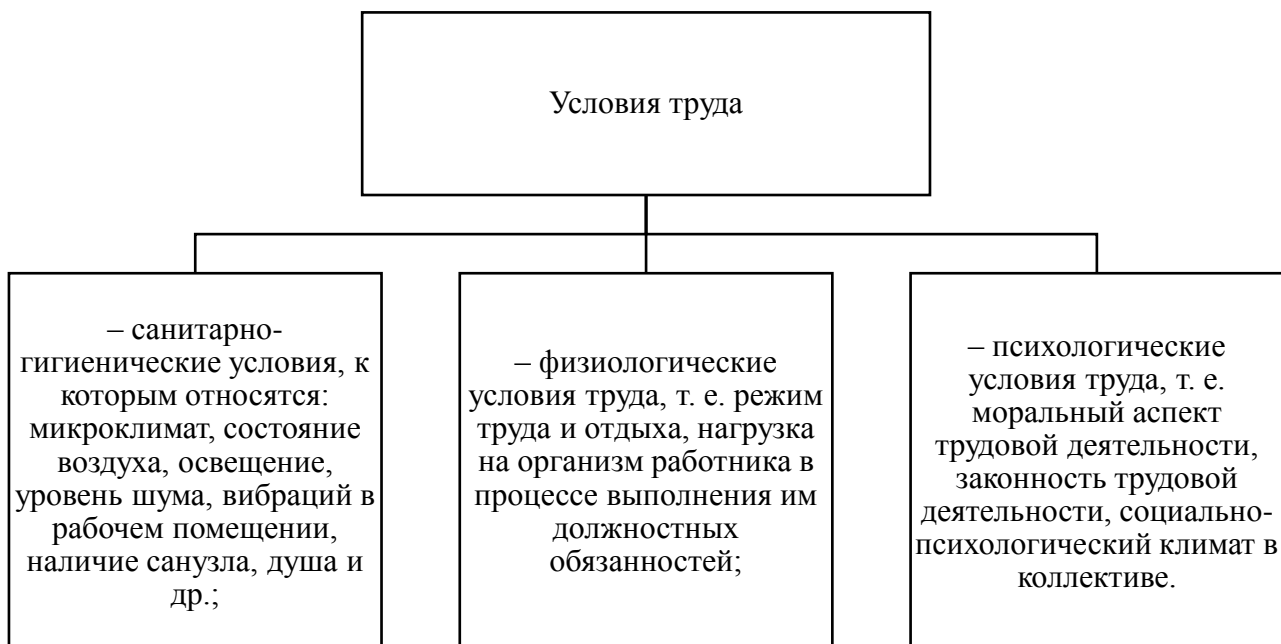 Условия труда
– санитарно-
гигиенические условия, к
которым относятся:
микроклимат, состояние
воздуха, освещение,
уровень шума, вибраций в
рабочем помещении,
наличие санузла, душа и
др.;
– физиологические
условия труда, т. е. режим
труда и отдыха, нагрузка
на организм работника в
процессе выполнения им
должностных
обязанностей;
– психологические
условия труда, т. е.
моральный аспект
трудовой деятельности,
законность трудовой
деятельности, социально-
психологический климат в
коллективе.